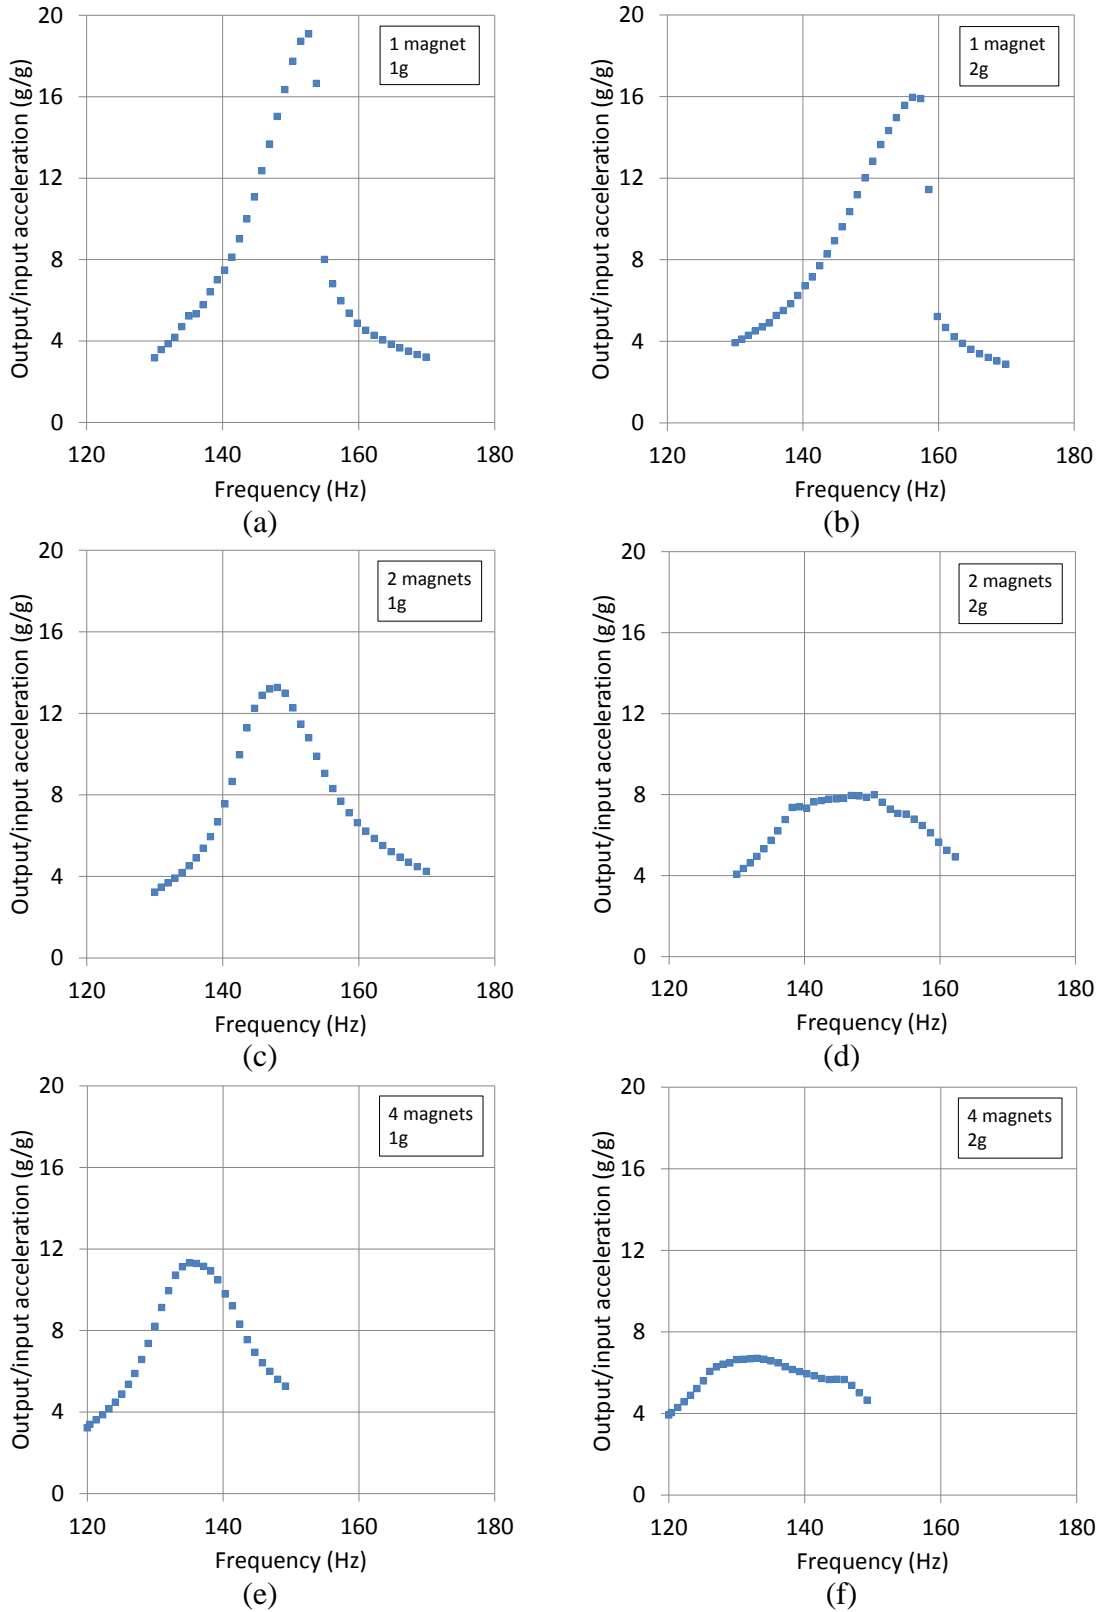 20
16
12
8
4
0
120 140 160 180
Output/input acceleration (g/g)
Frequency (Hz)
1 magnet
1g
(a)
20
16
12
8
4
0
120 140 160 180
Output/input acceleration (g/g)
Frequency (Hz)
1 magnet
2g
(b)
20
16
12
8
4
0
120 140 160 180
Output/input acceleration (g/g)
Frequency (Hz)
2 magnets
1g
(c)
20
16
12
8
4
0
120 140 160 180
Output/input acceleration (g/g)
Frequency (Hz)
2 magnets
2g
(d)
20
16
12
8
4
0
120 140 160 180
Output/input acceleration (g/g)
Frequency (Hz)
4 magnets
1g
(e)
20
16
12
8
4
0
120 140 160 180
Output/input acceleration (g/g)
Frequency (Hz)
4 magnets
2g
(f)